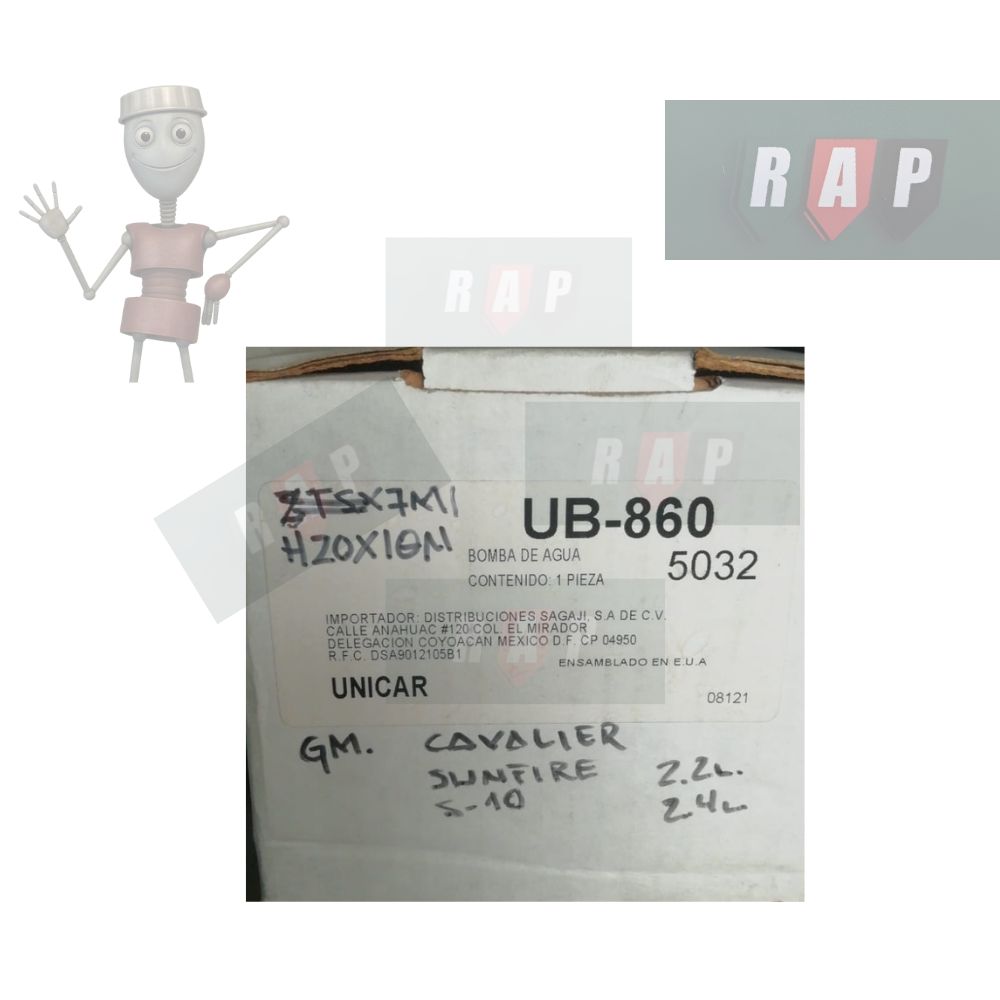 RAP
RAP
RAP
RAP
UB-860
5032
BOMBA DE AGUA
CONTENIDO: 1 PIEZA
H20X1GM
IMPORTADOR: DISTRIBUCIONES SAGAJI, S.A DE C.V.
CALLE ANAHUAC #120 COL. EL MIRADOR
DELEGACION COYOACAN MEXICO D.F. CP 04950
R.F.C. DSA9012105B1
ENSAMBLADO EN E.U.A
RAP
UNICAR
08121
GM. CAVALIER
SUNFIRE 2.2L.
S-10 2.4L